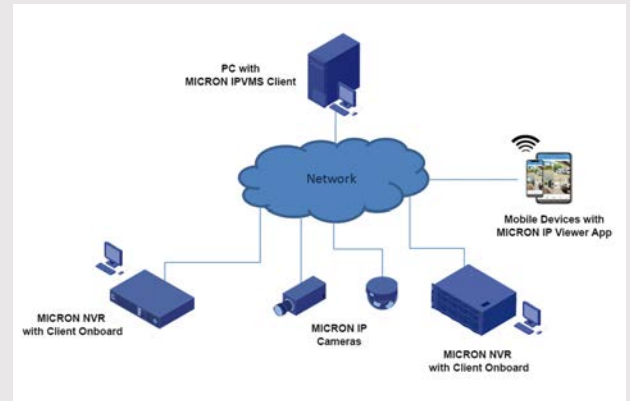 PC with
MICRON IPVMS Client
Network
Mobile Devices with
MICRON IP Viewer App
MICRON NVR
with Client Onboard
MICRON IP
Cameras
MICRON NVR
with Client Onboard